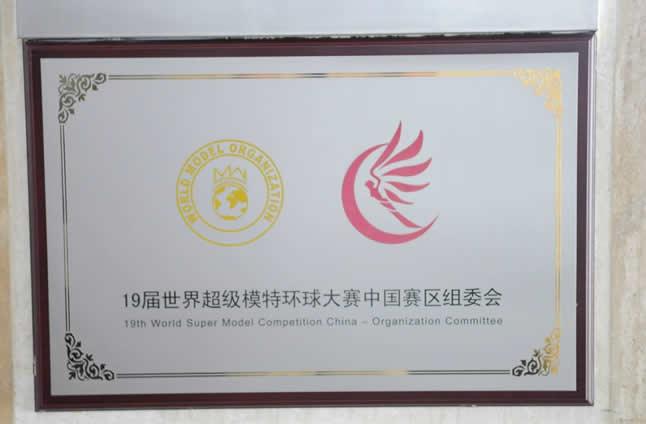 WORLD MODEL ORGANIZATION
19届世界超级模特环球大赛中国赛区组委会
19th World Super Model Competition China – Organization Committee